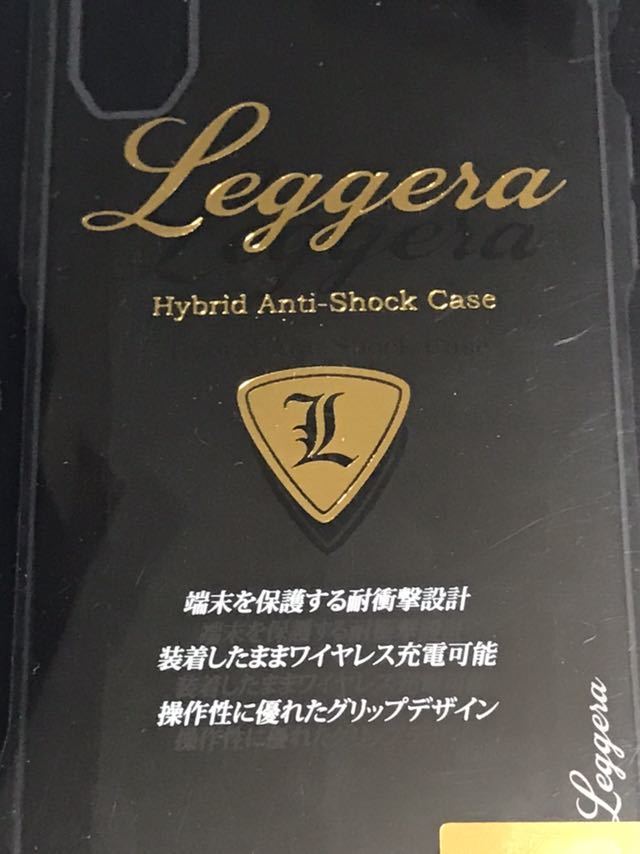 Leggera
Hybrid Anti-Shock Case
L
端末を保護する耐衝撃設計
装着したままワイヤレス充電可能
操作性に優れたグリップデザイン
Leggera